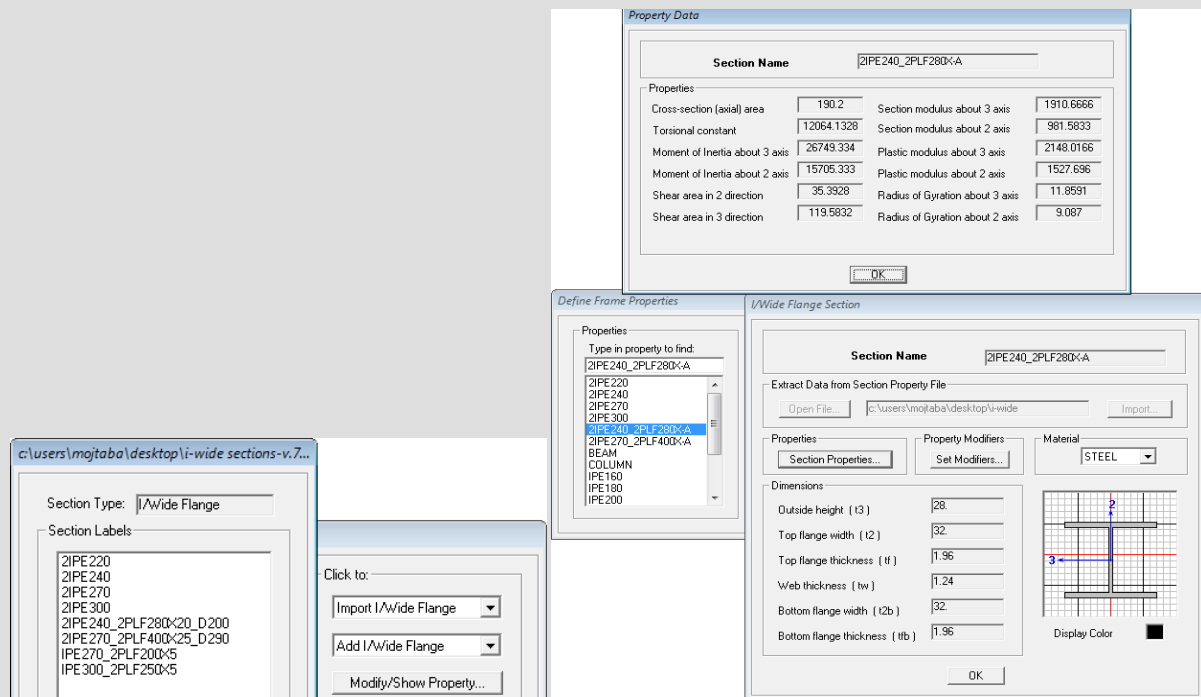 Property Data
Section Name 2IPE240_2PLF280X-A
Properties
Cross-section (axial) area 190.2 Section modulus about 3 axis 1910.6666
Torsional constant 12064.1328 Section modulus about 2 axis 981.5833
Moment of Inertia about 3 axis 26749.334 Plastic modulus about 3 axis 2148.0166
Moment of Inertia about 2 axis 15705.333 Plastic modulus about 2 axis 1527.696
Shear area in 2 direction 35.3928 Radius of Gyration about 3 axis 11.8591
Shear area in 3 direction 119.5832 Radius of Gyration about 2 axis 9.087
OK
Define Frame Properties
Properties
Type in property to find:
2IPE240_2PLF280X-A
2IPE220
2IPE240
2IPE270
2IPE300
2IPE240_2PLF280X-A
2IPE270_2PLF400X-A
BEAM
COLUMN
IPE160
IPE180
IPE200
I/Wide Flange Section
Section Name 2IPE240_2PLF280X-A
Extract Data from Section Property File
Open File... c:\users\mojtaba\desktop\i-wide Import...
Properties
Section Properties...
Property Modifiers
Set Modifiers...
Material
STEEL
Dimensions
Outside height ( t3 ) 28.
Top flange width ( t2 ) 32.
Top flange thickness ( tf ) 1.96
Web thickness ( tw ) 1.24
Bottom flange width ( t2b ) 32.
Bottom flange thickness ( tfb ) 1.96
2
3
Display Color
OK
c:\users\mojtaba\desktop\i-wide sections-v.7...
Section Type: I/Wide Flange
Section Labels
2IPE220
2IPE240
2IPE270
2IPE300
2IPE240_2PLF280X20_D200
2IPE270_2PLF400X25_D290
IPE270_2PLF200X5
IPE300_2PLF250X5
Click to:
Import I/Wide Flange
Add I/Wide Flange
Modify/Show Property...